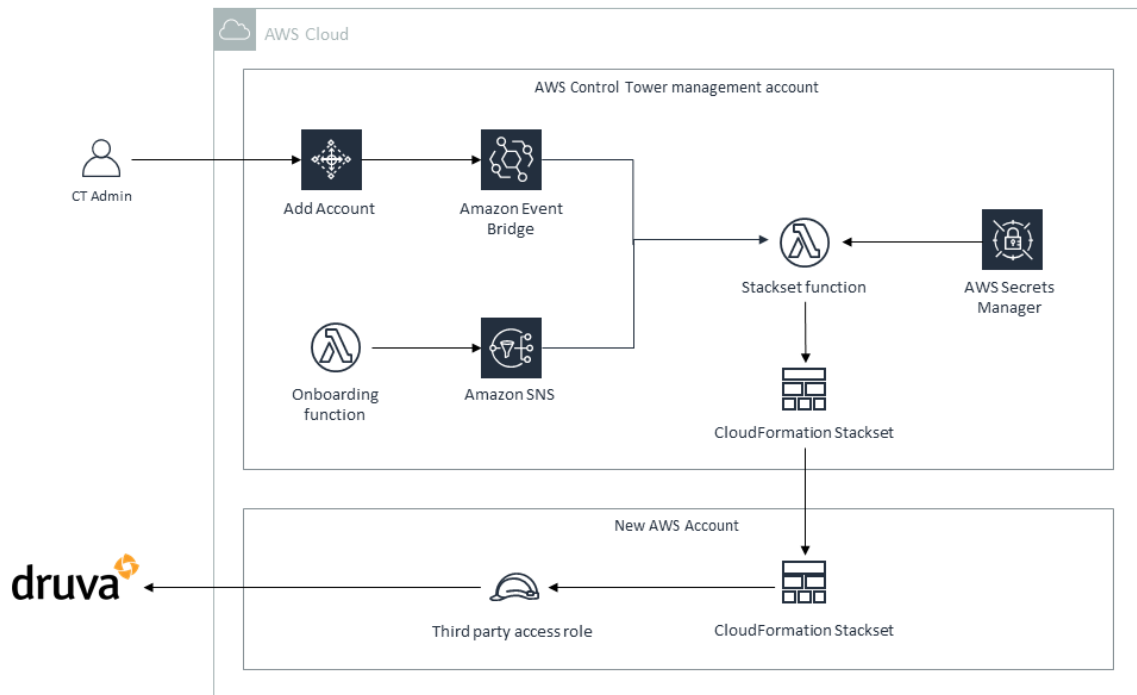 AWS Cloud
AWS Control Tower management account
CT Admin
Add Account
Amazon Event
Bridge
Stackset function
AWS Secrets
Manager
Onboarding
function
Amazon SNS
CloudFormation Stackset
New AWS Account
druva
Third party access role
CloudFormation Stackset